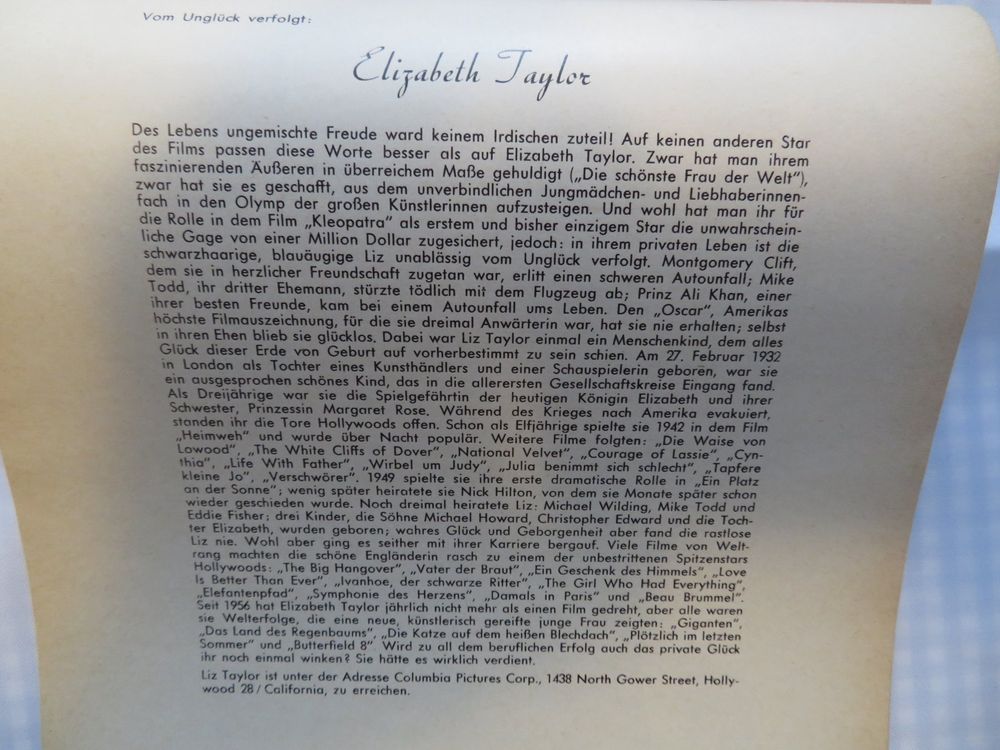 Vom Unglück verfolgt:
Elizabeth Taylor
Des Lebens ungemischte Freude ward keinem Irdischen zuteil! Auf keinen anderen Star
des Films passen diese Worte besser als auf Elizabeth Taylor. Zwar hat man ihrem
faszinierenden Äußeren in überreichem Maße gehuldigt („Die schönste Frau der Welt“),
zwar hat sie es geschafft, aus dem unverbindlichen Jungmädchen- und Liebhaberinnen-
fach in den Olymp der großen Künstlerinnen aufzusteigen. Und wohl hat man ihr für
die Rolle in dem Film „Kleopatra“ als erstem und bisher einzigem Star die unwahrschein-
liche Gage von einer Million Dollar zugesichert, jedoch: in ihrem privaten Leben ist die
schwarzhaarige, blauäugige Liz unablässig vom Unglück verfolgt. Montgomery Clift,
dem sie in herzlicher Freundschaft zugetan war, erlitt einen schweren Autounfall; Mike
Todd, ihr dritter Ehemann, stürzte tödlich mit dem Flugzeug ab; Prinz Ali Khan, einer
ihrer besten Freunde, kam bei einem Autounfall ums Leben. Den „Oscar“, Amerikas
höchste Filmauszeichnung, für die sie dreimal Anwärterin war, hat sie nie erhalten; selbst
in ihren Ehen blieb sie glücklos. Dabei war Liz Taylor einmal ein Menschenkind, dem alles
Glück dieser Erde von Geburt auf vorherbestimmt zu sein schien. Am 27. Februar 1932
in London als Tochter eines Kunsthändlers und einer Schauspielerin geboren, war sie
ein ausgesprochen schönes Kind, das in die allerersten Gesellschaftskreise Eingang fand.
Als Dreijährige war sie die Spielgefährtin der heutigen Königin Elizabeth und ihrer
Schwester, Prinzessin Margaret Rose. Während des Krieges nach Amerika evakuiert,
standen ihr die Tore Hollywoods offen. Schon als Elfjährige spielte sie 1942 in dem Film
„Heimweh“ und wurde über Nacht populär. Weitere Filme folgten: „Die Waise von
Lowood“, „The White Cliffs of Dover“, „National Velvet“, „Courage of Lassie“, „Cyn-
thia“, „Life With Father“, „Wirbel um Judy“, „Julia benimmt sich schlecht“, „Tapfere
kleine Jo“, „Verschwörer“. 1949 spielte sie ihre erste dramatische Rolle in „Ein Platz
an der Sonne“; wenig später heiratete sie Nick Hilton, von dem sie Monate später schon
wieder geschieden wurde. Noch dreimal heiratete Liz: Michael Wilding, Mike Todd und
Eddie Fisher; drei Kinder, die Söhne Michael Howard, Christopher Edward und die Toch-
ter Elizabeth, wurden geboren; wahres Glück und Geborgenheit aber fand die rastlose
Liz nie. Wohl aber ging es seither mit ihrer Karriere bergauf. Viele Filme von Welt-
rang machten die schöne Engländerin rasch zu einem der unbestrittenen Spitzenstars
Hollywoods: „The Big Hangover“, „Vater der Braut“, „Ein Geschenk des Himmels“, „Love
Is Better Than Ever“, „Ivanhoe, der schwarze Ritter“, „The Girl Who Had Everything“,
„Elefantenpfad“, „Symphonie des Herzens“, „Damals in Paris“ und „Beau Brummel“.
Seit 1956 hat Elizabeth Taylor jährlich nicht mehr als einen Film gedreht, aber alle waren
sie Welterfolge, die eine neue, künstlerisch gereifte junge Frau zeigten: „Giganten“,
„Das Land des Regenbaums“, „Die Katze auf dem heißen Blechdach“, „Plötzlich im letzten
Sommer“ und „Butterfield 8“. Wird zu all dem beruflichen Erfolg auch das private Glück
ihr noch einmal winken? Sie hätte es wirklich verdient.
Liz Taylor ist unter der Adresse Columbia Pictures Corp., 1438 North Gower Street, Holly-
wood 28 / California, zu erreichen.